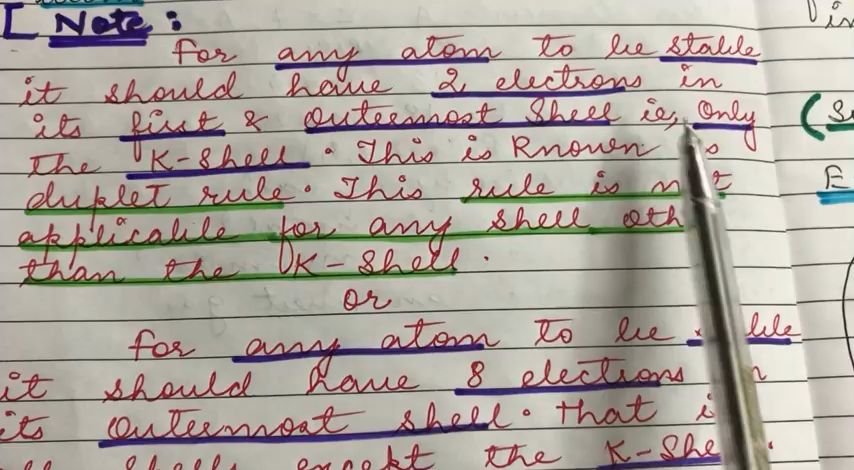 [ Note :
For any atom to be stable
it should have 2 electrons in
its first & outermost shell ie, only
the K-Shell. This is known
duplet rule. This rule is
applicable for any shell
than the K-Shell.
or
for any atom to be
it should have 8 electrons
its outermost shell. that
shells except the K-She